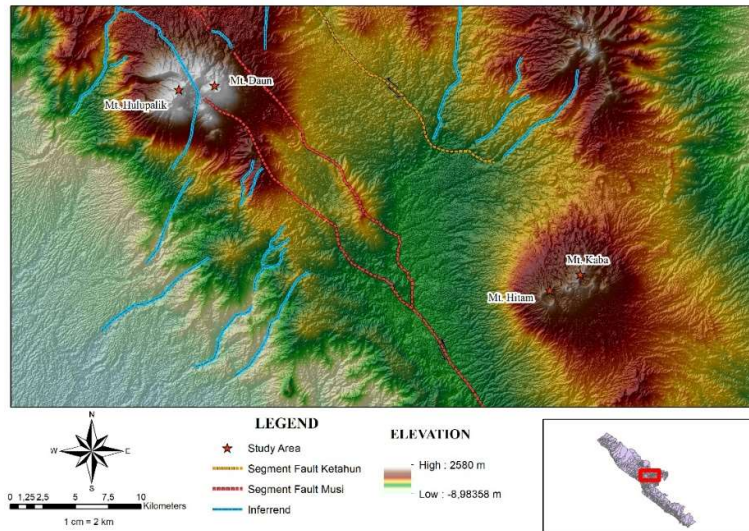 Mt. Daun
Mt. Hulupalik
Mt. Kaba
Mt. Hitam
N
W
E
S
0 1,25 2,5 5 7,5 10
Kilometers
1 cm = 2 km
LEGEND
Study Area
Segment Fault Ketahun
Segment Fault Musi
Inferrend
ELEVATION
High : 2580 m
Low : -8,98358 m